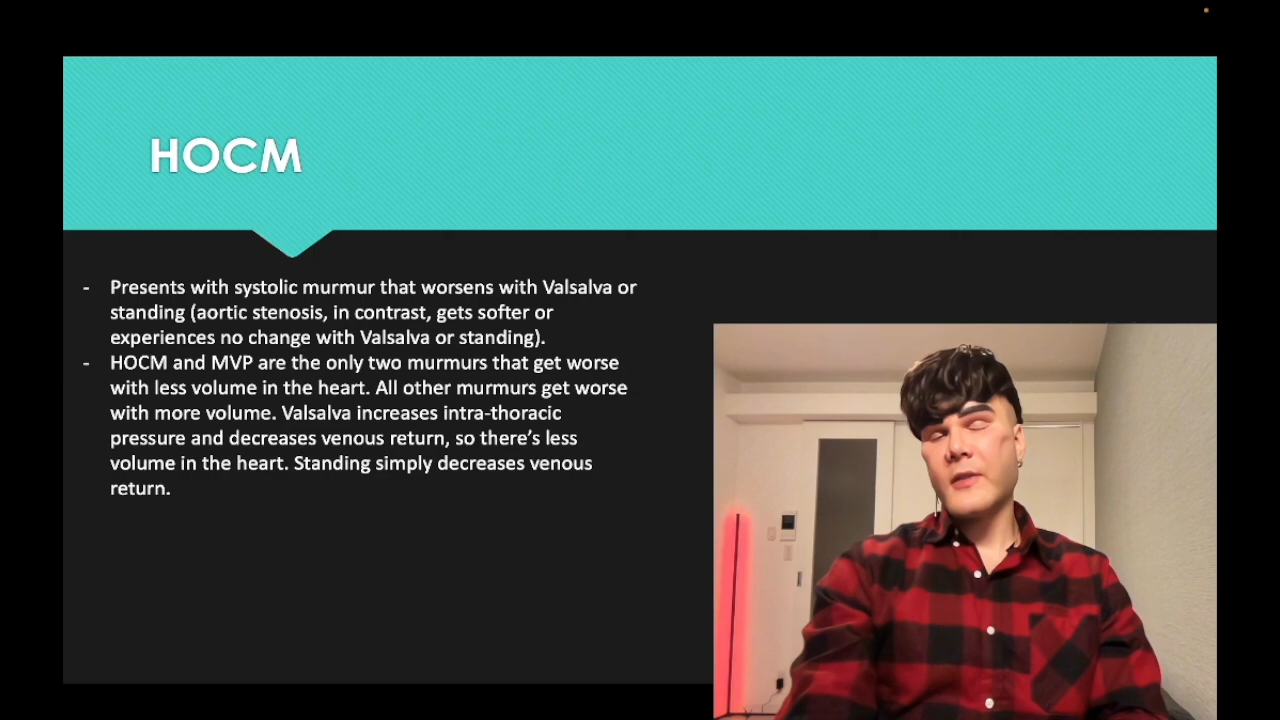 HOCM
- Presents with systolic murmur that worsens with Valsalva or
standing (aortic stenosis, in contrast, gets softer or
experiences no change with Valsalva or standing).
- HOCM and MVP are the only two murmurs that get worse
with less volume in the heart. All other murmurs get worse
with more volume. Valsalva increases intra-thoracic
pressure and decreases venous return, so there’s less
volume in the heart. Standing simply decreases venous
return.